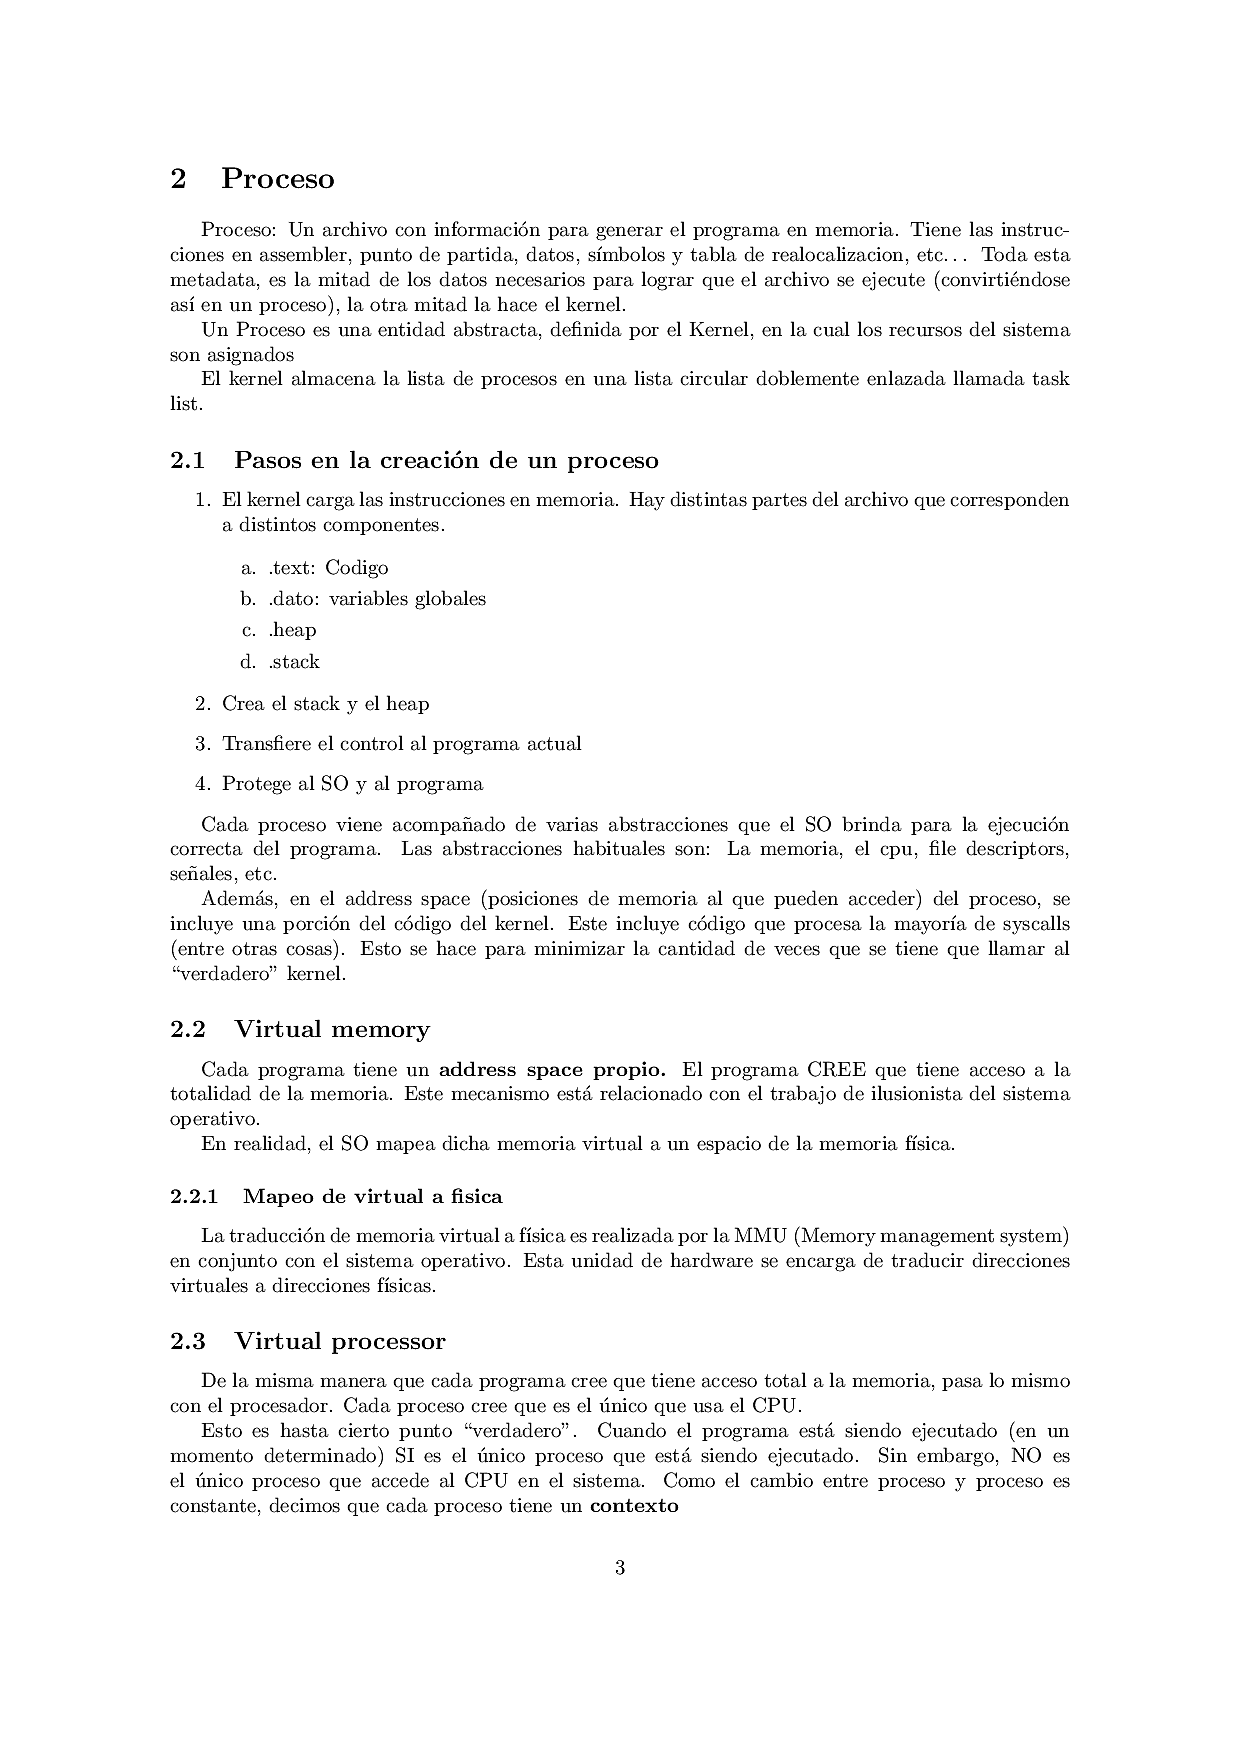 2 Proceso
Proceso: Un archivo con información para generar el programa en memoria. Tiene las instruc-
ciones en assembler, punto de partida, datos, símbolos y tabla de realocalizacion, etc... Toda esta
metadata, es la mitad de los datos necesarios para lograr que el archivo se ejecute (convirtiéndose
así en un proceso), la otra mitad la hace el kernel.
Un Proceso es una entidad abstracta, definida por el Kernel, en la cual los recursos del sistema
son asignados
El kernel almacena la lista de procesos en una lista circular doblemente enlazada llamada task
list.
2.1 Pasos en la creación de un proceso
1. El kernel carga las instrucciones en memoria. Hay distintas partes del archivo que corresponden
a distintos componentes.
a. .text: Codigo
b. .dato: variables globales
c. .heap
d. .stack
2. Crea el stack y el heap
3. Transfiere el control al programa actual
4. Protege al SO y al programa
Cada proceso viene acompañado de varias abstracciones que el SO brinda para la ejecución
correcta del programa. Las abstracciones habituales son: La memoria, el cpu, file descriptors,
señales, etc.
Además, en el address space (posiciones de memoria al que pueden acceder) del proceso, se
incluye una porción del código del kernel. Este incluye código que procesa la mayoría de syscalls
(entre otras cosas). Esto se hace para minimizar la cantidad de veces que se tiene que llamar al
“verdadero” kernel.
2.2 Virtual memory
Cada programa tiene un address space propio. El programa CREE que tiene acceso a la
totalidad de la memoria. Este mecanismo está relacionado con el trabajo de ilusionista del sistema
operativo.
En realidad, el SO mapea dicha memoria virtual a un espacio de la memoria física.
2.2.1 Mapeo de virtual a fisica
La traducción de memoria virtual a física es realizada por la MMU (Memory management system)
en conjunto con el sistema operativo. Esta unidad de hardware se encarga de traducir direcciones
virtuales a direcciones físicas.
2.3 Virtual processor
De la misma manera que cada programa cree que tiene acceso total a la memoria, pasa lo mismo
con el procesador. Cada proceso cree que es el único que usa el CPU.
Esto es hasta cierto punto “verdadero”. Cuando el programa está siendo ejecutado (en un
momento determinado) SI es el único proceso que está siendo ejecutado. Sin embargo, NO es
el único proceso que accede al CPU en el sistema. Como el cambio entre proceso y proceso es
constante, decimos que cada proceso tiene un contexto
3